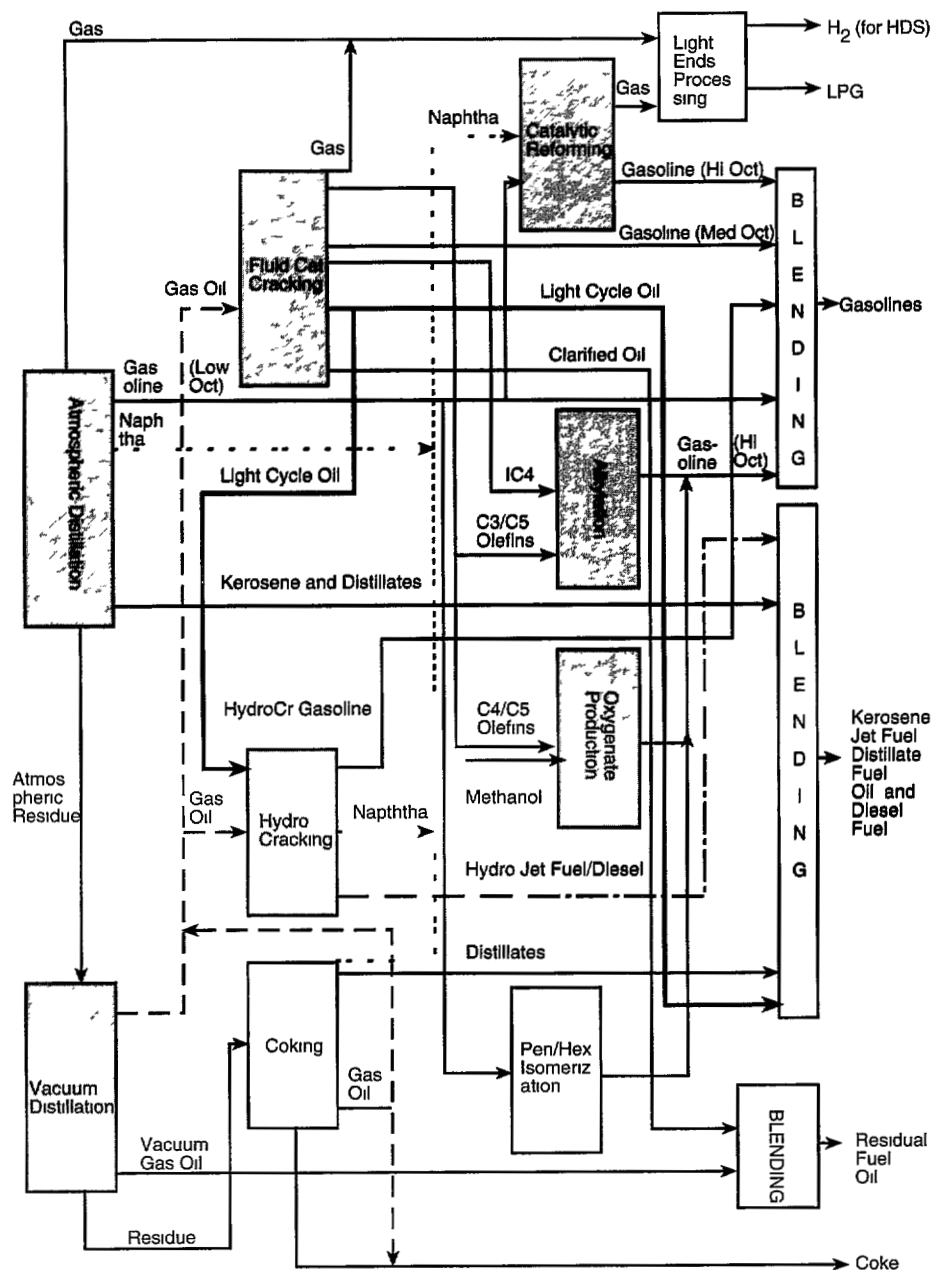 Gas
Light
Ends
Proces
sing
H2 (for HDS)
LPG
Gas
Naphtha
Catalytic
Reforming
Gas
Gasoline (Hi Oct)
Gasoline (Med Oct)
Fluid Cat
Cracking
Gas Oil
Light Cycle Oil
BLENDING
Gasolines
Clarified Oil
Gas
oline
(Low
Oct)
Naph
tha
Atmospheric Distillation
Light Cycle Oil
IC4
Alkylation
Gas-
oline
(Hi
Oct)
C3/C5
Olefins
Kerosene and Distillates
BLENDING
HydroCr Gasoline
C4/C5
Olefins
Oxygenate
Production
Methanol
Kerosene
Jet Fuel
Distillate
Fuel
Oil and
Diesel
Fuel
Atmos
pheric
Residue
Gas
Oil
Hydro
Cracking
Napththa
Hydro Jet Fuel/Diesel
Distillates
Coking
Gas
Oil
Pen/Hex
Isomeriz
ation
Vacuum
Distillation
Vacuum
Gas Oil
BLENDING
Residual
Fuel
Oil
Residue
Coke